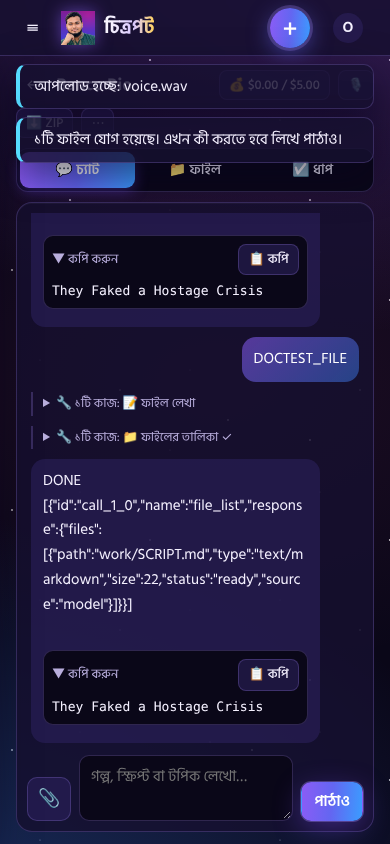 চিত্রপট
+
O
আপলোড হচ্ছে: voice.wav
💰 $0.00 / $5.00
ZIP
১টি ফাইল যোগ হয়েছে। এখন কী করতে হবে লিখে পাঠাও।
💬 চ্যাট
📁 ফাইল
☑️ ধাপ
▼ কপি করুন
📋 কপি
They Faked a Hostage Crisis
DOCTEST_FILE
▶ 🔧 ১টি কাজ: 📝 ফাইল লেখা
▶ 🔧 ১টি কাজ: 📁 ফাইলের তালিকা ✓
DONE
[{"id":"call_1_0","name":"file_list","respons
e":{"files":
[{"path":"work/SCRIPT.md","type":"text/m
arkdown","size":22,"status":"ready","sourc
e":"model"}]}}]
▼ কপি করুন
📋 কপি
They Faked a Hostage Crisis
গল্প, স্ক্রিপ্ট বা টপিক লেখো...
পাঠাও